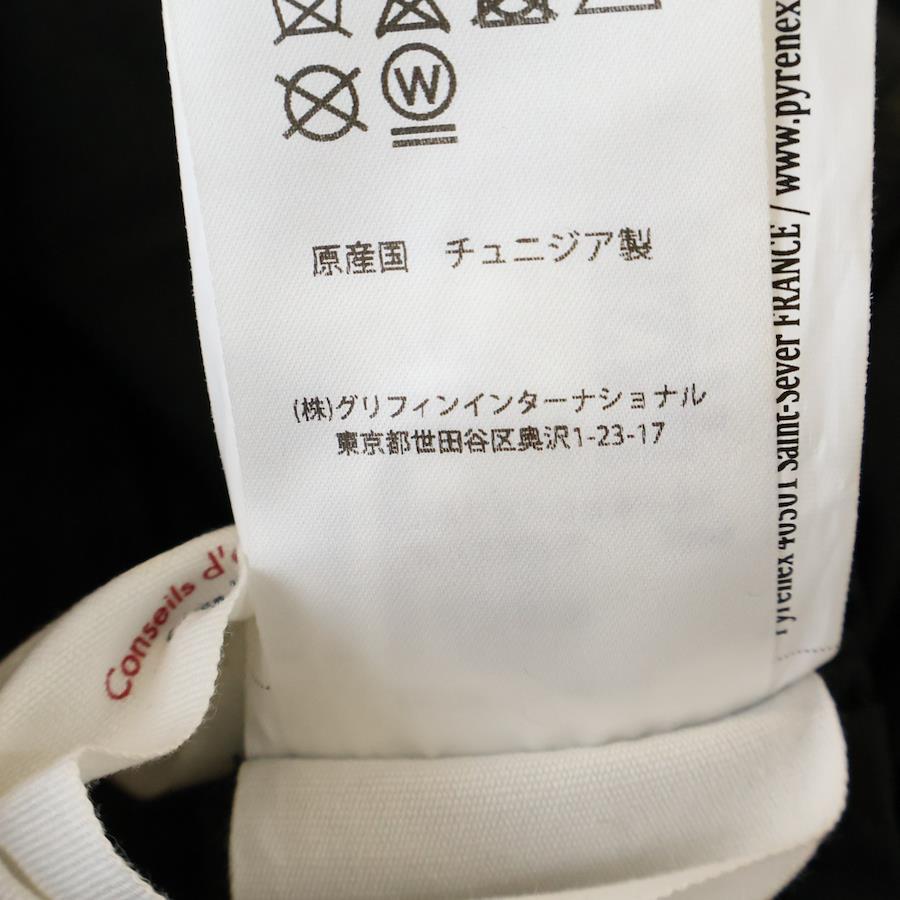 W
原産国 チュニジア製
(株)グリフィンインターナショナル
東京都世田谷区奥沢1-23-17
Pyrenex 40501 Saint-Sever FRANCE / www.pyrenex
Conseils